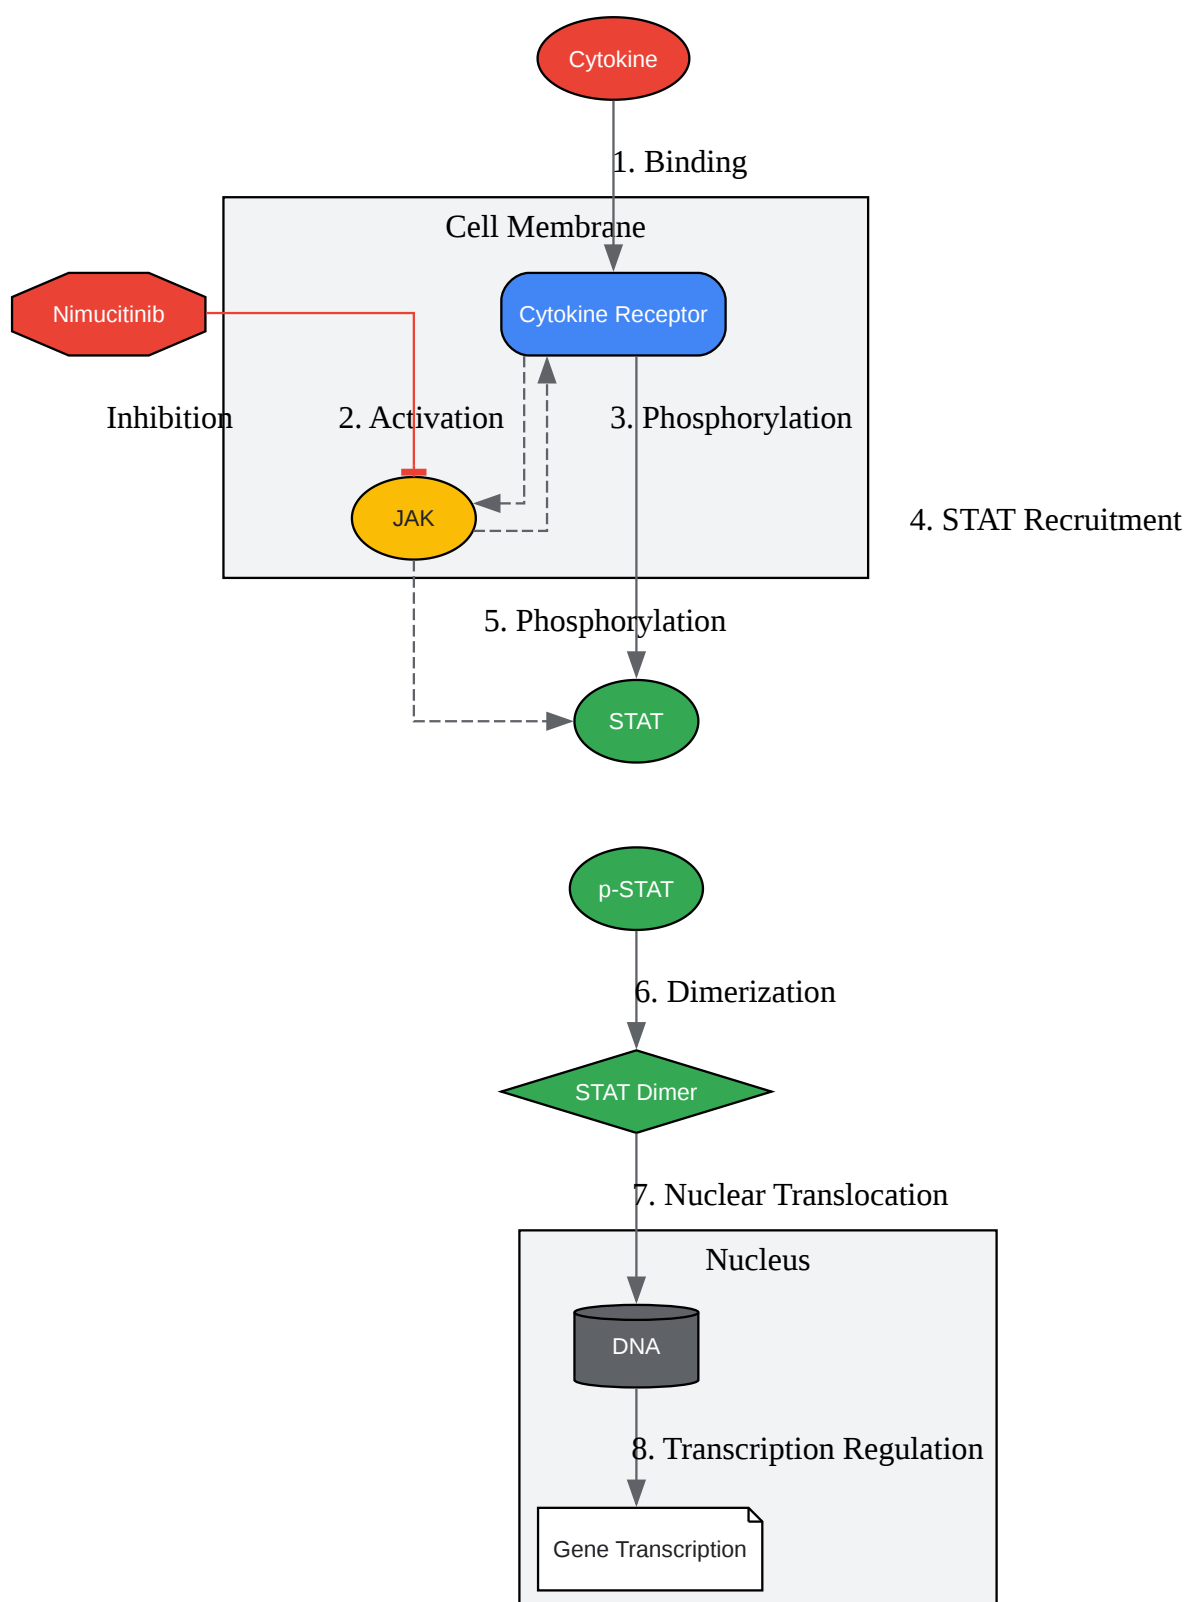 Cytokine
1. Binding
Cell Membrane
Nimucitinib
Cytokine Receptor
Inhibition
2. Activation
3. Phosphorylation
JAK
4. STAT Recruitment
5. Phosphorylation
STAT
p-STAT
6. Dimerization
STAT Dimer
7. Nuclear Translocation
Nucleus
DNA
8. Transcription Regulation
Gene Transcription